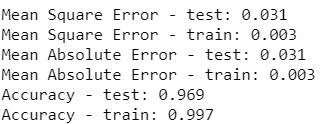 Mean Square Error - test: 0.031
Mean Square Error - train: 0.003
Mean Absolute Error - test: 0.031
Mean Absolute Error - train: 0.003
Accuracy - test: 0.969
Accuracy - train: 0.997